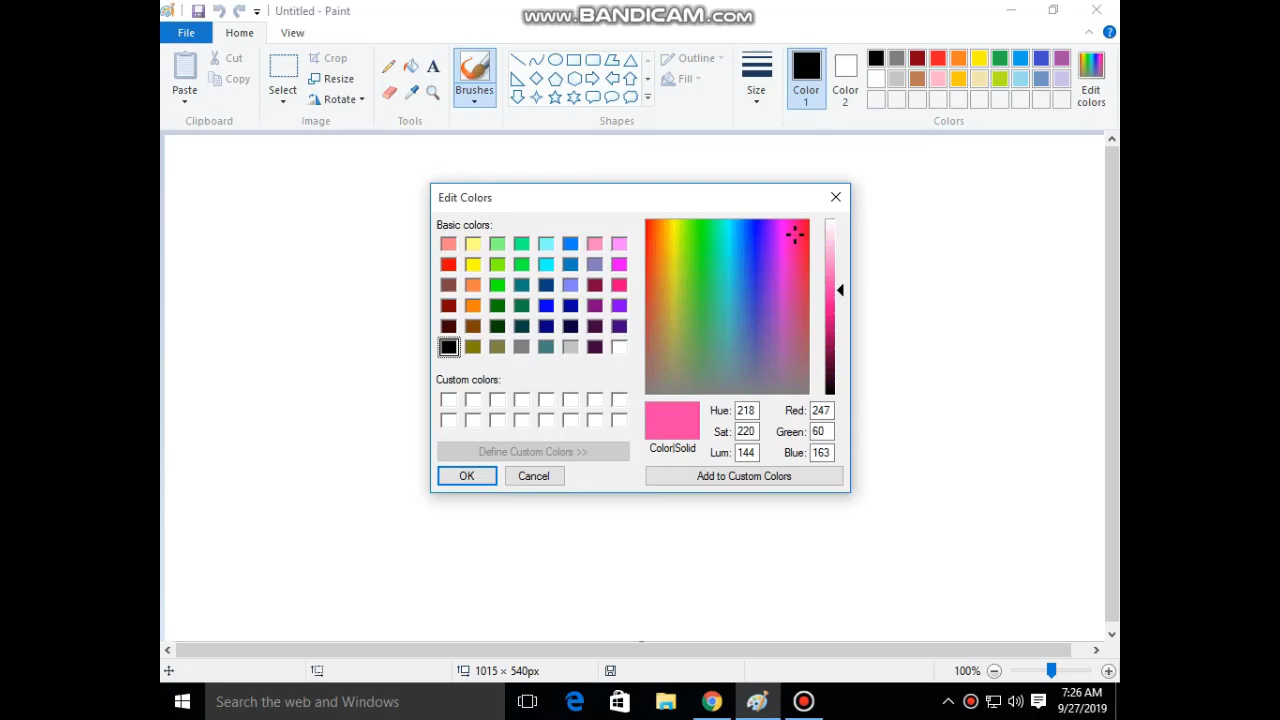 Untitled - Paint
www.BANDICAM.com
File
Home
View
Paste
Cut
Copy
Clipboard
Select
Crop
Resize
Rotate
Image
A
Tools
Brushes
Outline
Fill
Shapes
Size
Color 1
Color 2
Edit colors
Colors
Edit Colors
Basic colors:
Custom colors:
Define Custom Colors >>
OK
Cancel
Color|Solid
Hue: 218
Sat: 220
Lum: 144
Red: 247
Green: 60
Blue: 163
Add to Custom Colors
1015 × 540px
100%
Search the web and Windows
7:26 AM
9/27/2019